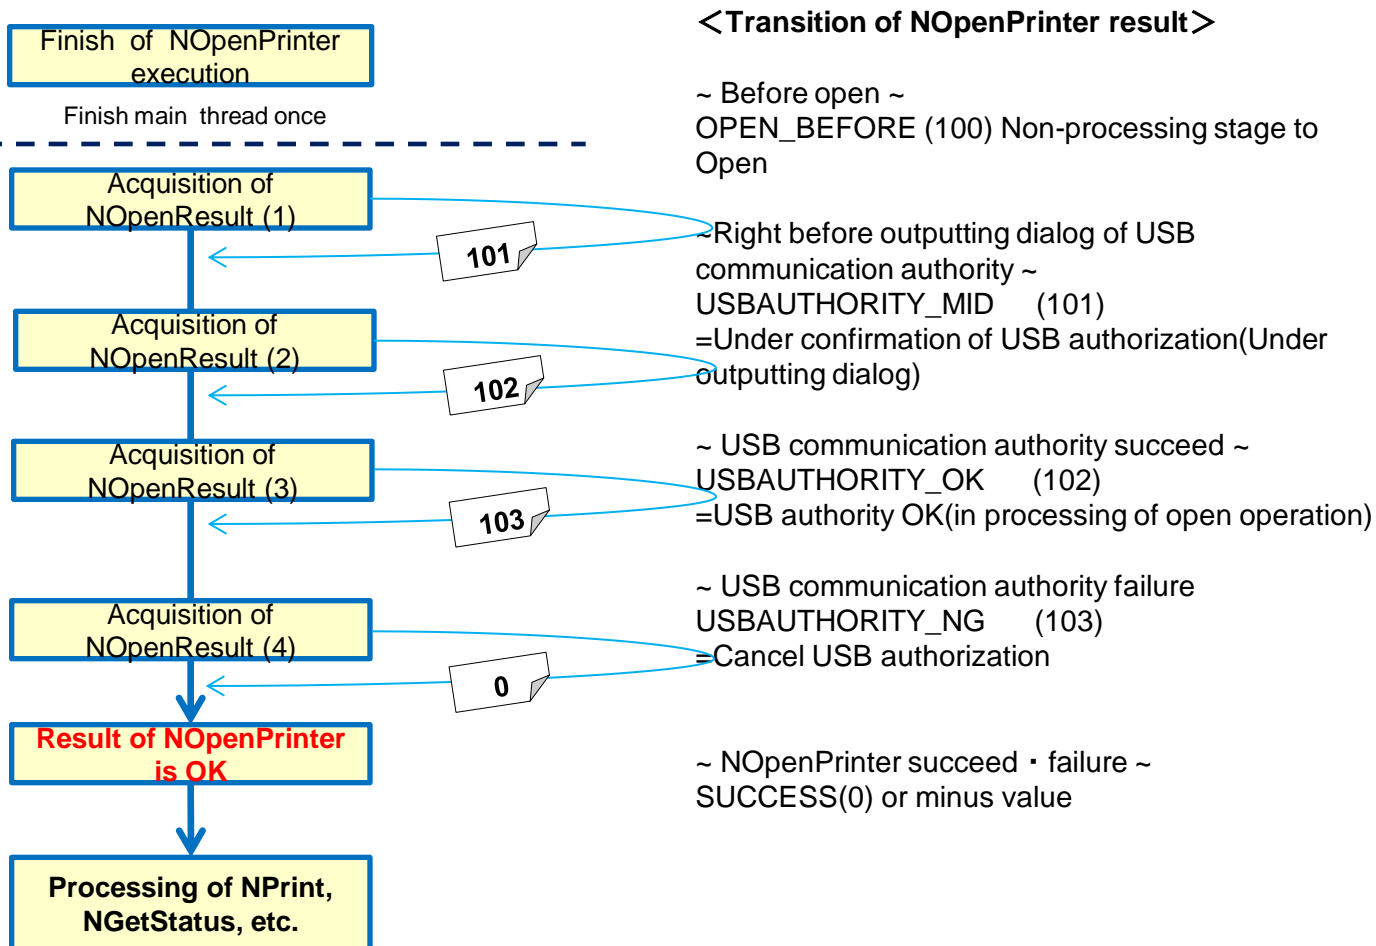 Finish of NOpenPrinter
execution
Finish main thread once
Acquisition of
NOpenResult (1)
101
Acquisition of
NOpenResult (2)
102
Acquisition of
NOpenResult (3)
103
Acquisition of
NOpenResult (4)
0
Result of NOpenPrinter
is OK
Processing of NPrint,
NGetStatus, etc.
＜Transition of NOpenPrinter result＞
~ Before open ~
OPEN_BEFORE (100) Non-processing stage to
Open
~Right before outputting dialog of USB
communication authority ~
USBAUTHORITY_MID (101)
=Under confirmation of USB authorization(Under
outputting dialog)
~ USB communication authority succeed ~
USBAUTHORITY_OK (102)
=USB authority OK(in processing of open operation)
~ USB communication authority failure
USBAUTHORITY_NG (103)
=Cancel USB authorization
~ NOpenPrinter succeed・failure ~
SUCCESS(0) or minus value